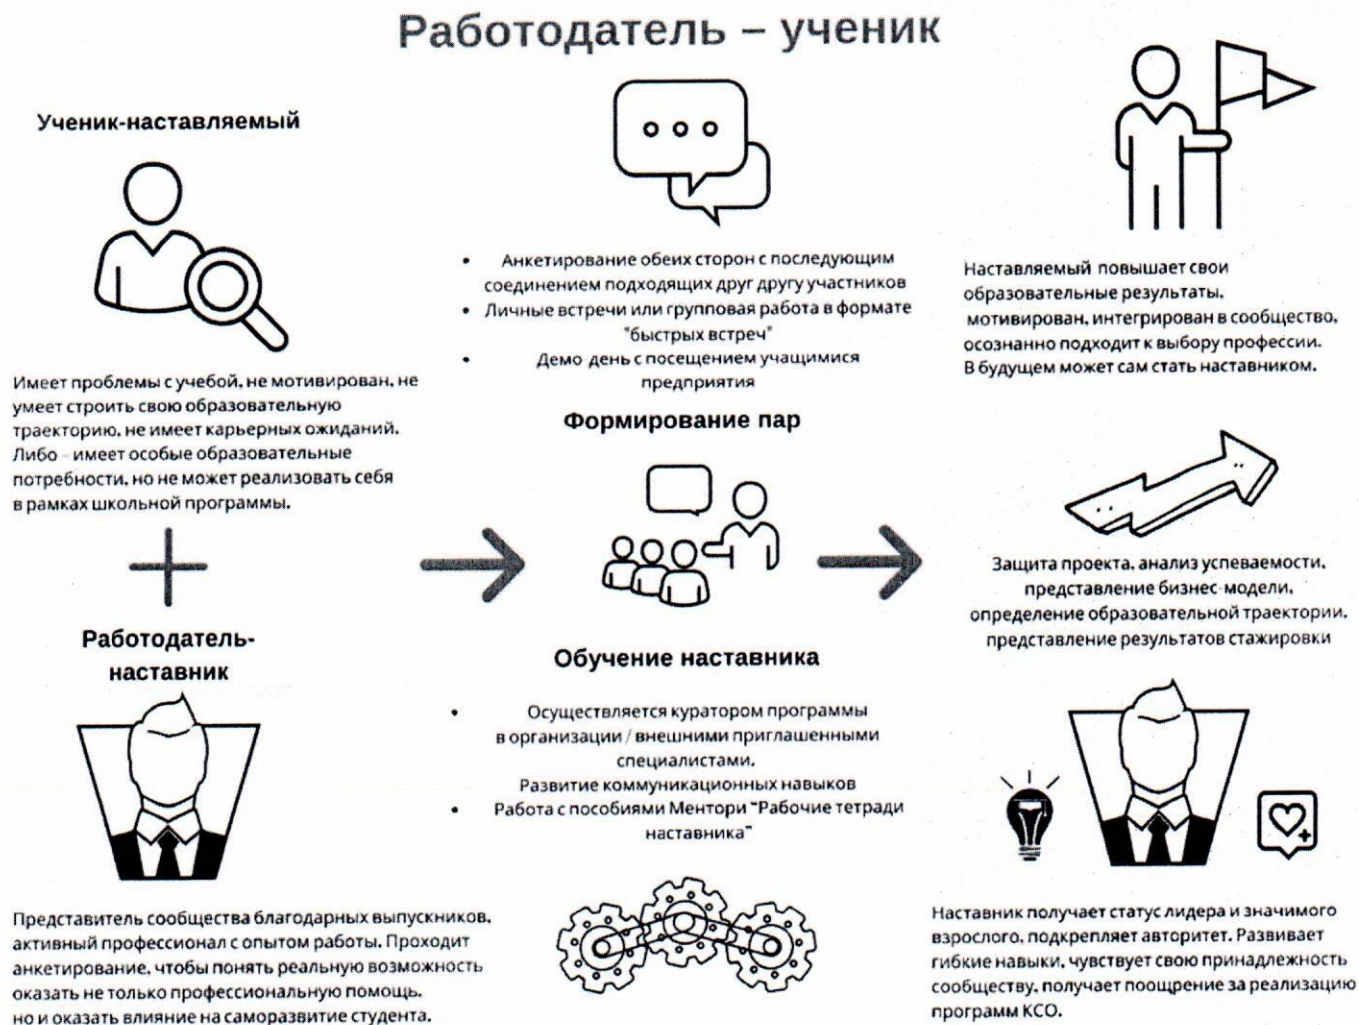 Работодатель – ученик
Ученик-наставляемый
Имеет проблемы с учебой, не мотивирован, не
умеет строить свою образовательную
траекторию, не имеет карьерных ожиданий.
Либо - имеет особые образовательные
потребности, но не может реализовать себя
в рамках школьной программы.
Работодатель-
наставник
Представитель сообщества благодарных выпускников,
активный профессионал с опытом работы. Проходит
анкетирование, чтобы понять реальную возможность
оказать не только профессиональную помощь,
но и оказать влияние на саморазвитие студента.
• Анкетирование обеих сторон с последующим
соединением подходящих друг другу участников
• Личные встречи или групповая работа в формате
"быстрых встреч"
• Демо-день с посещением учащимися
предприятия
Формирование пар
Обучение наставника
• Осуществляется куратором программы
в организации / внешними приглашенными
специалистами.
Развитие коммуникационных навыков
• Работа с пособиями Ментори "Рабочие тетради
наставника"
Наставляемый повышает свои
образовательные результаты,
мотивирован, интегрирован в сообщество,
осознанно подходит к выбору профессии.
В будущем может сам стать наставником.
Защита проекта, анализ успеваемости,
представление бизнес-модели,
определение образовательной траектории,
представление результатов стажировки
Наставник получает статус лидера и значимого
взрослого, подкрепляет авторитет. Развивает
гибкие навыки, чувствует свою принадлежность
сообществу, получает поощрение за реализацию
программ КСО.